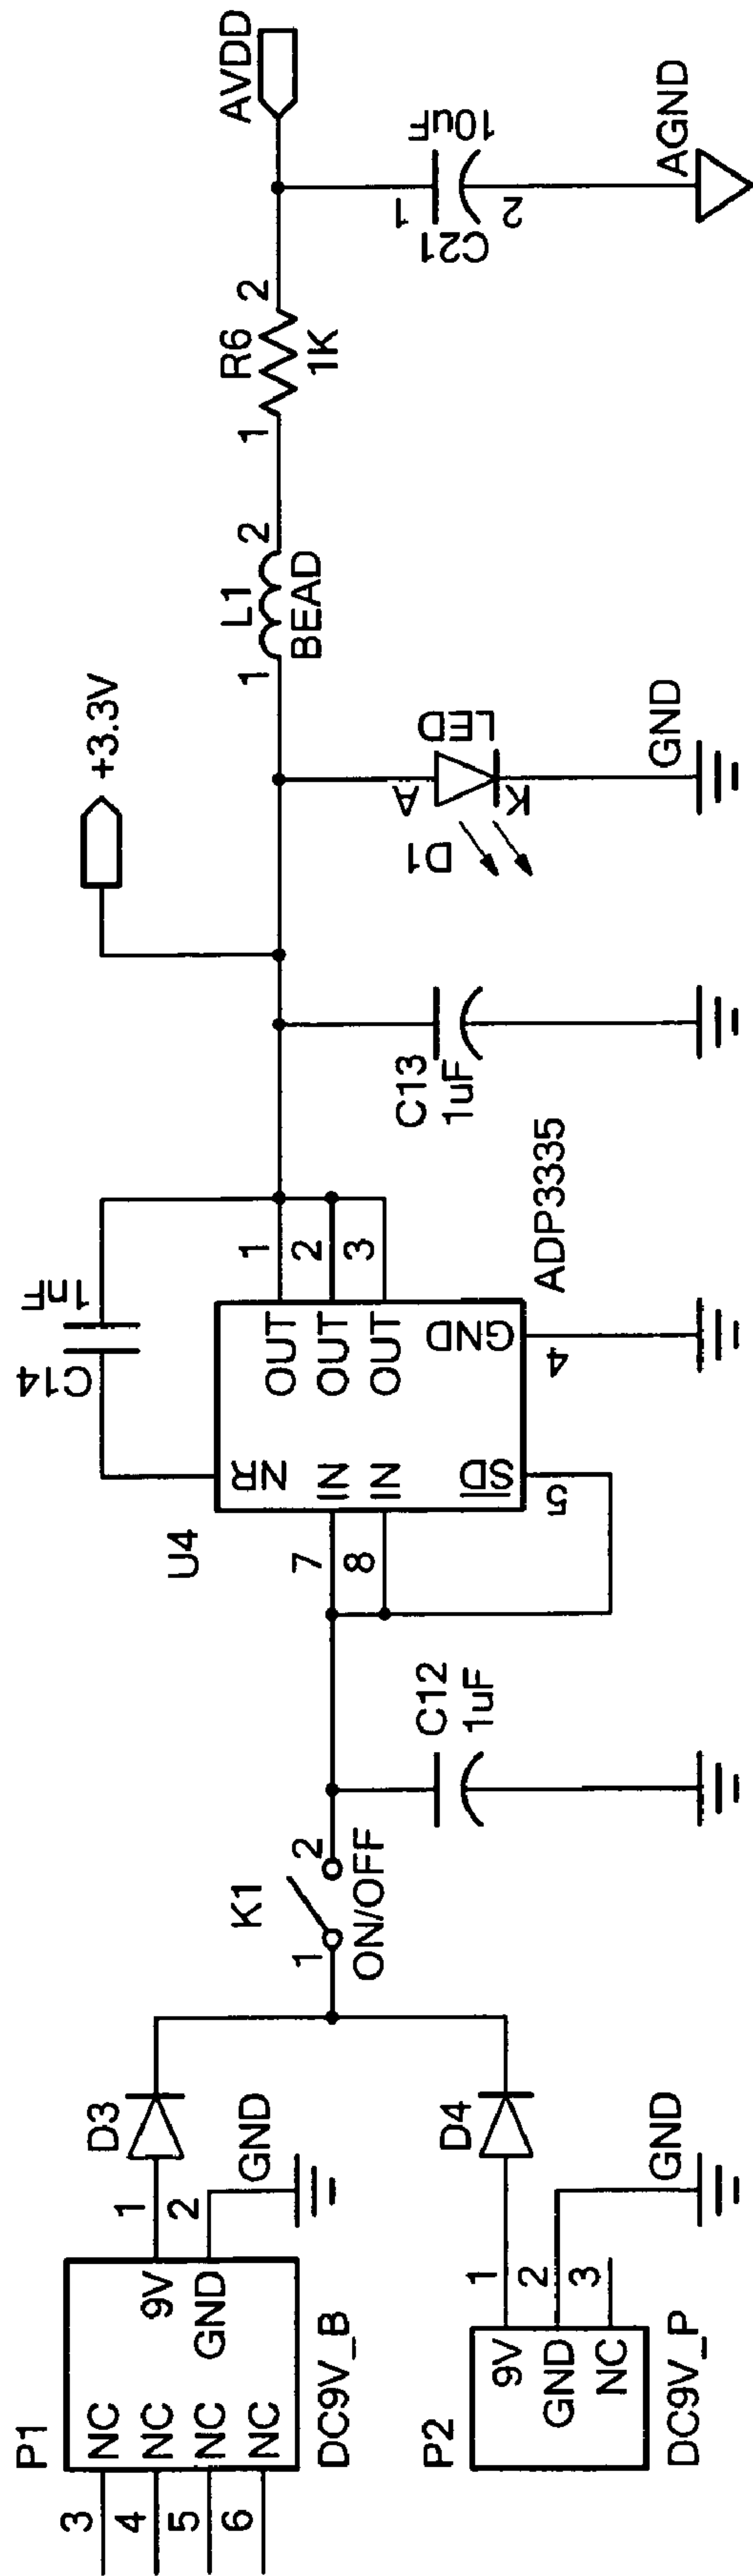 P1
3
4
5
6
NC
NC
NC
NC
9V
GND
1
2
DC9V_B
GND
D3
P2
9V
GND
NC
1
2
3
DC9V_P
GND
D4
K1
1
2
ON/OFF
C12
1uF
U4
7
8
IN
IN
NR
SD
5
OUT
OUT
OUT
GND
4
1
2
3
ADP3335
C14
1nF
C13
1uF
+3.3V
D1
LED
A
K
GND
L1
1
2
BEAD
R6
1
2
1K
C21
10uF
1
2
AVDD
AGND